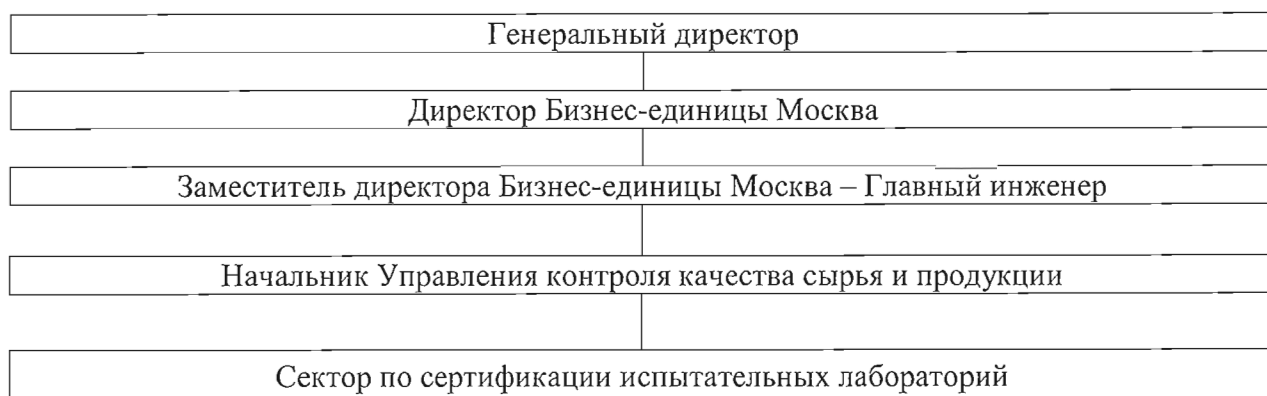 Генеральный директор
Директор Бизнес-единицы Москва
Заместитель директора Бизнес-единицы Москва – Главный инженер
Начальник Управления контроля качества сырья и продукции
Сектор по сертификации испытательных лабораторий